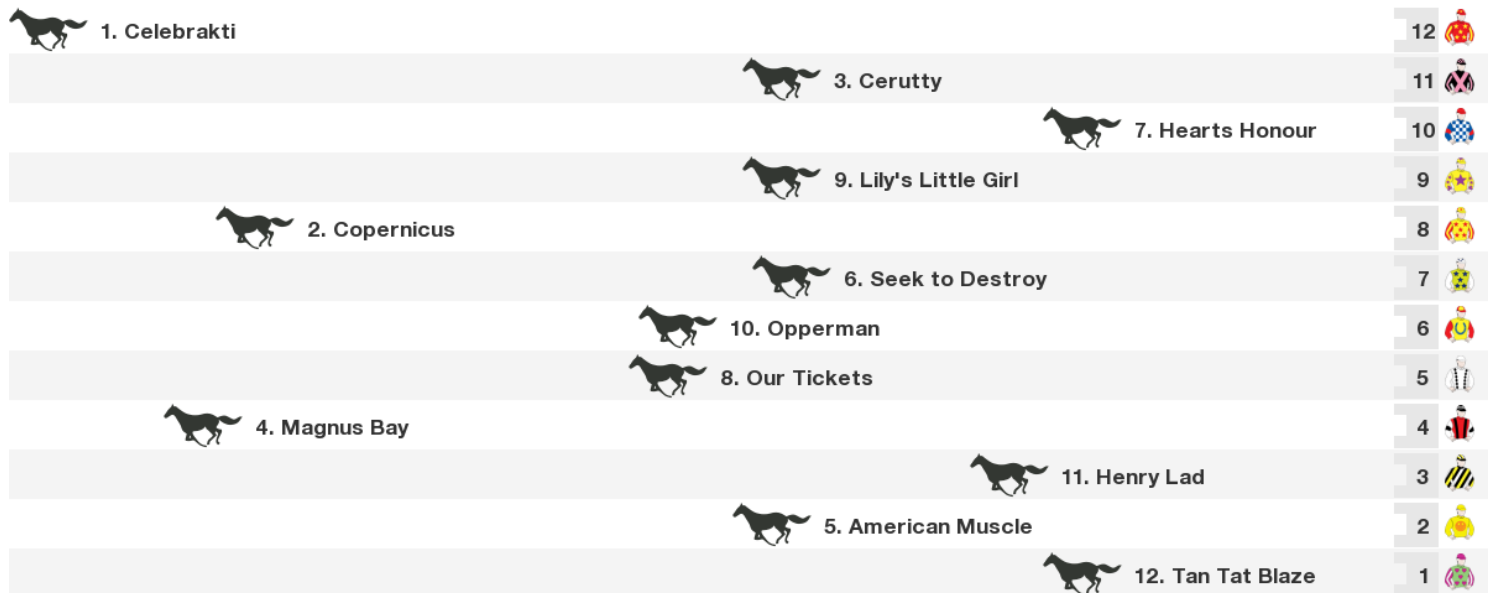 1. Celebrakti 12
3. Cerutty 11
7. Hearts Honour 10
9. Lily's Little Girl 9
2. Copernicus 8
6. Seek to Destroy 7
10. Opperman 6
8. Our Tickets 5
4. Magnus Bay 4
11. Henry Lad 3
5. American Muscle 2
12. Tan Tat Blaze 1